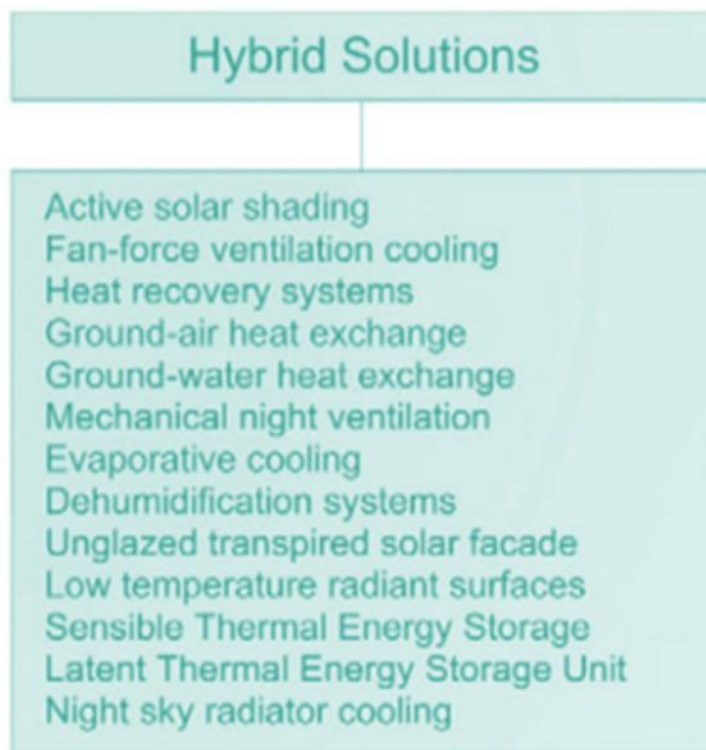 Hybrid Solutions
Active solar shading
Fan-force ventilation cooling
Heat recovery systems
Ground-air heat exchange
Ground-water heat exchange
Mechanical night ventilation
Evaporative cooling
Dehumidification systems
Unglazed transpired solar facade
Low temperature radiant surfaces
Sensible Thermal Energy Storage
Latent Thermal Energy Storage Unit
Night sky radiator cooling